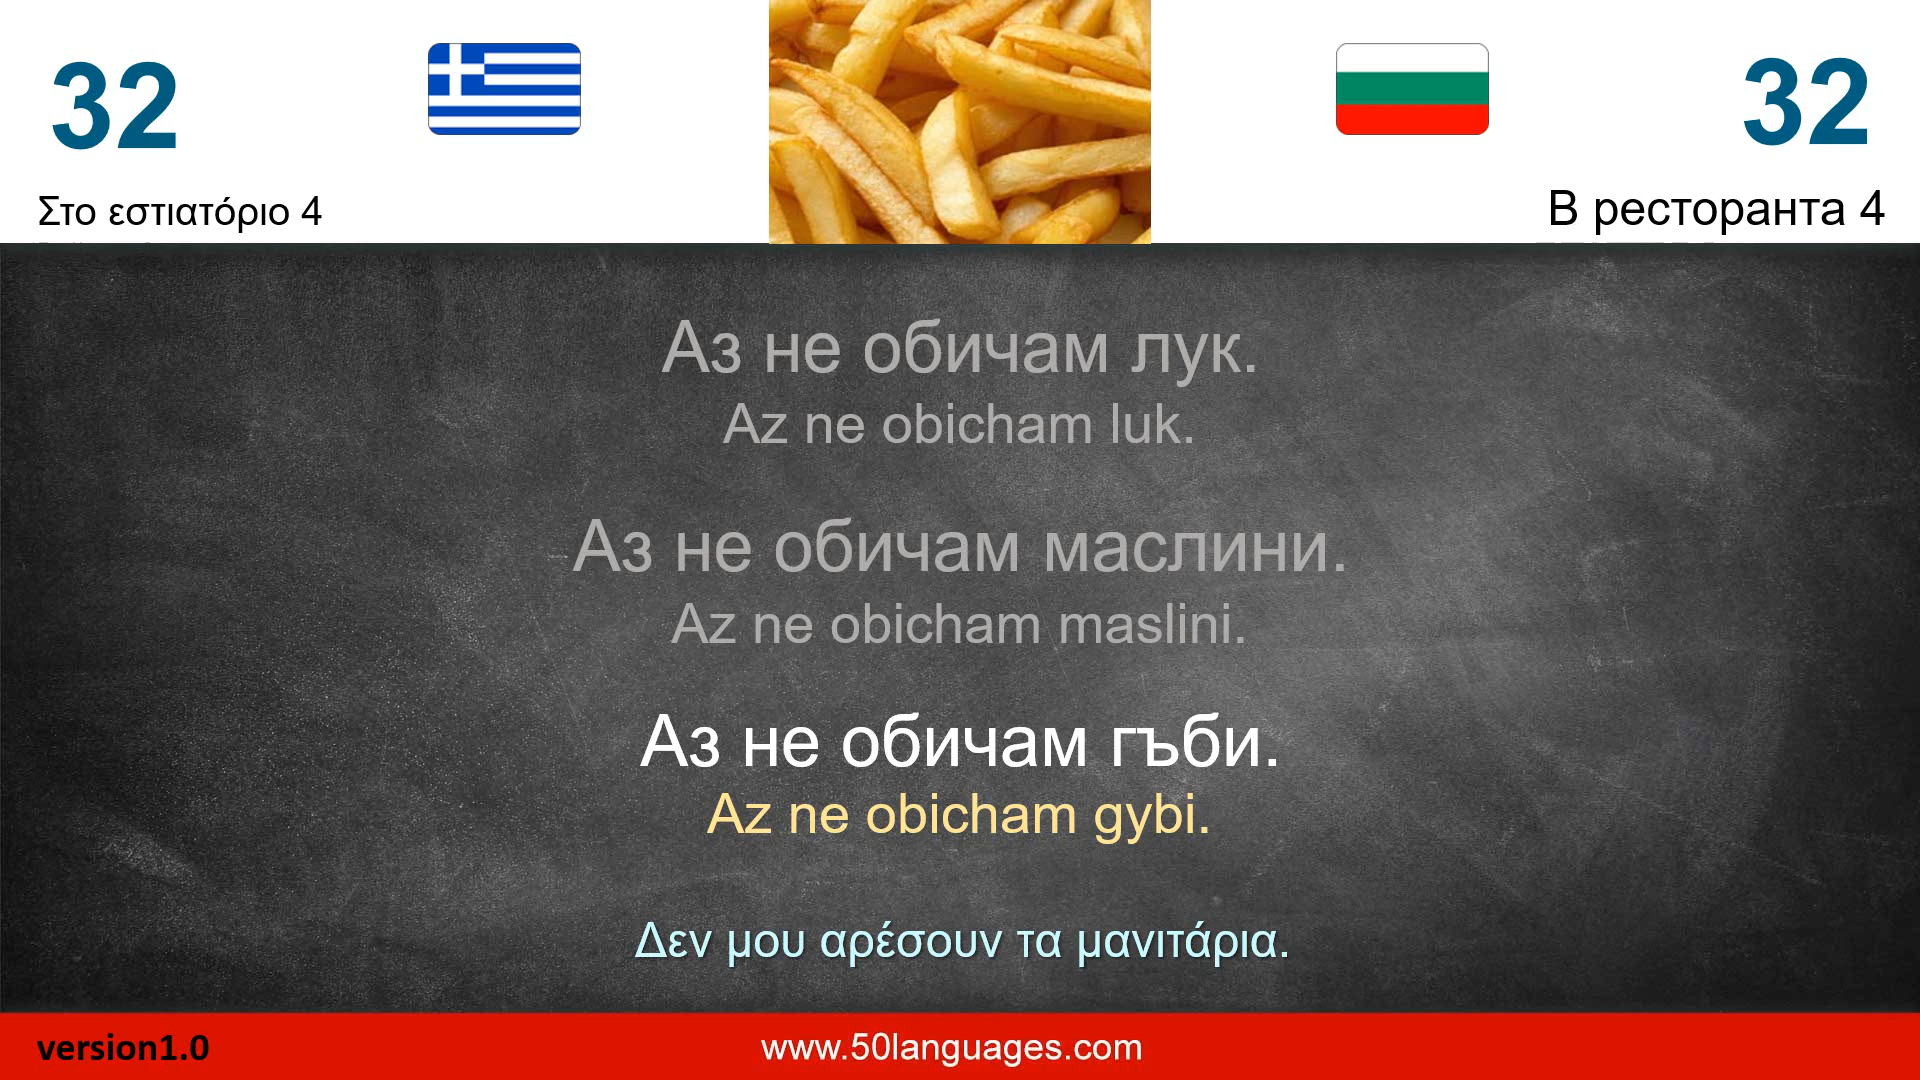 32
32
Στο εστιατόριο 4
В ресторанта 4
Аз не обичам лук.
Az ne obicham luk.
Аз не обичам маслини.
Az ne obicham maslini.
Аз не обичам гъби.
Az ne obicham gybi.
Δεν μου αρέσουν τα μανιτάρια.
version1.0
www.50languages.com